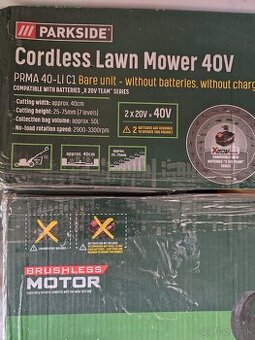 PARKSIDE
Cordless Lawn Mower 40V
PRMA 40-Li C1 Bare unit - without batteries, without charg
COMPATIBLE WITH BATTERIES „X 20V TEAM" SERIES
- Cutting width: approx. 40cm
- Cutting height: 25-75mm (7 levels)
- Collection bag volume: approx. 50L
- No-load rotation speed: 2900-3300rpm
2 x 20V = 40V
X20V
BRUSHLESS
MOTOR